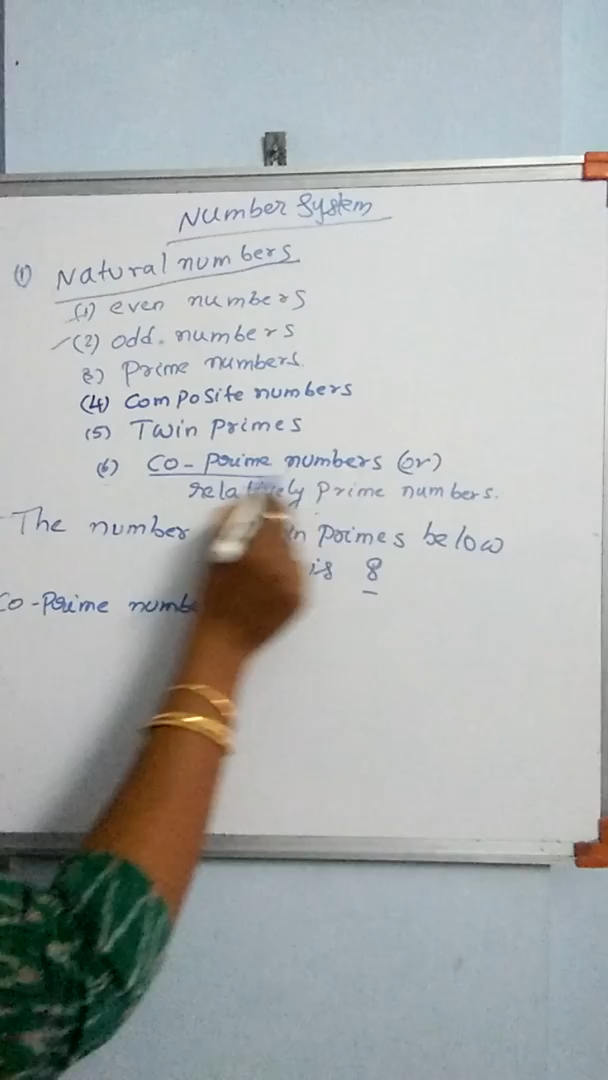 Number System
(1) Natural numbers
(1) even numbers
(2) odd numbers
(3) Prime numbers.
(4) Composite numbers
(5) Twin Primes
(6) Co-Prime numbers (or)
relatively Prime numbers.
The number Primes below
is 8
Co-Prime